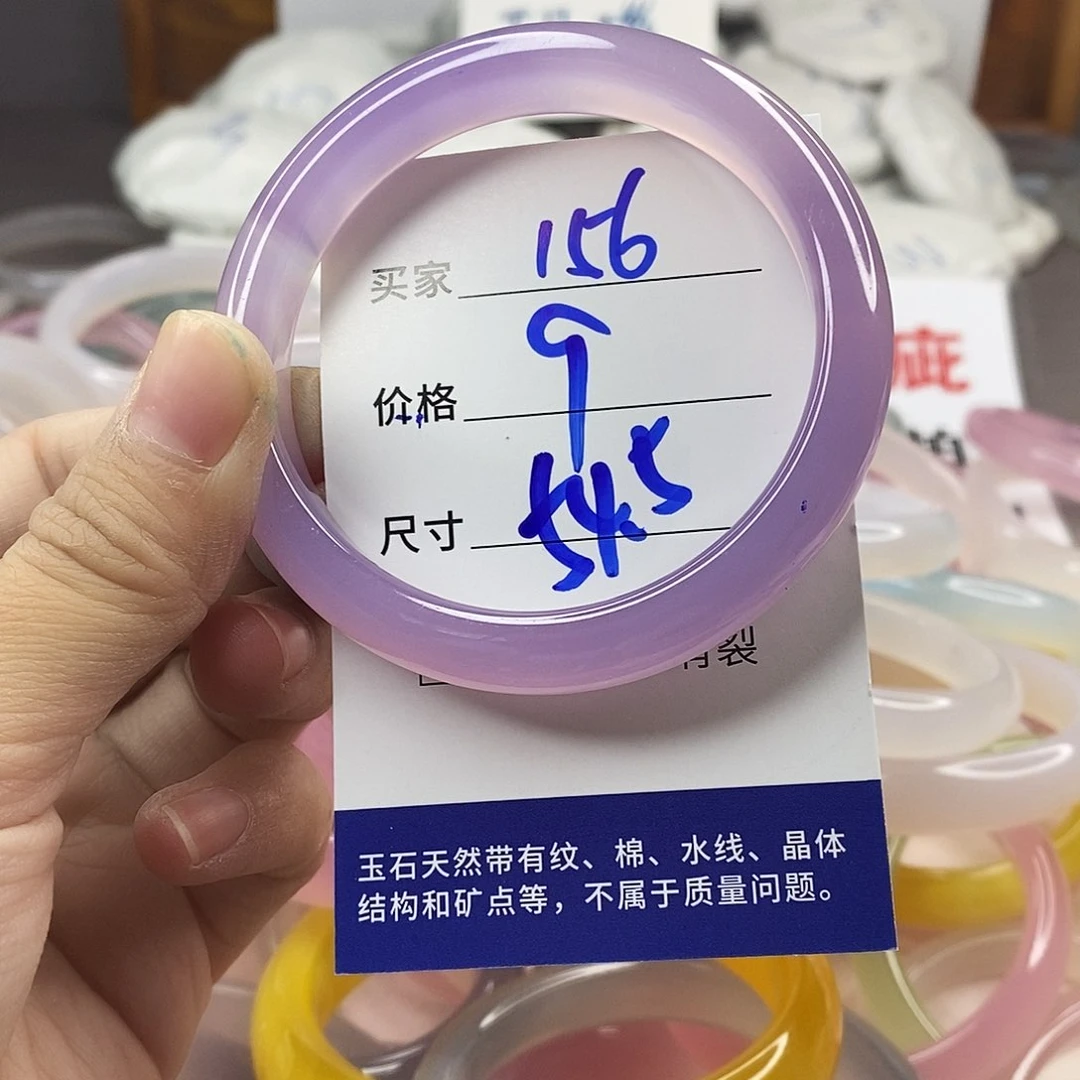 买家 156
价格 9
尺寸 54.5
裂
玉石天然带有纹、棉、水线、晶体
结构和矿点等，不属于质量问题。
疵